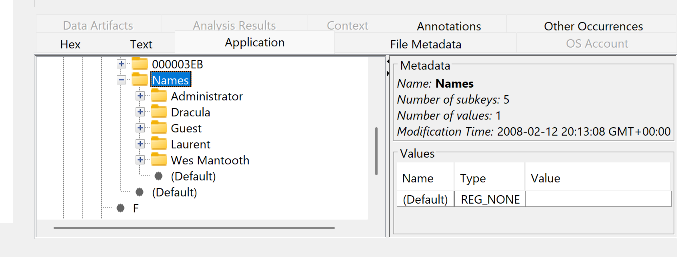 Data Artifacts
Analysis Results
Context
Annotations
Other Occurrences
Hex
Text
Application
File Metadata
OS Account
000003EB
Names
Administrator
Dracula
Guest
Laurent
Wes Mantooth
(Default)
(Default)
F
Metadata
Name: Names
Number of subkeys: 5
Number of values: 1
Modification Time: 2008-02-12 20:13:08 GMT+00:00
Values
Name Type Value
(Default) REG_NONE